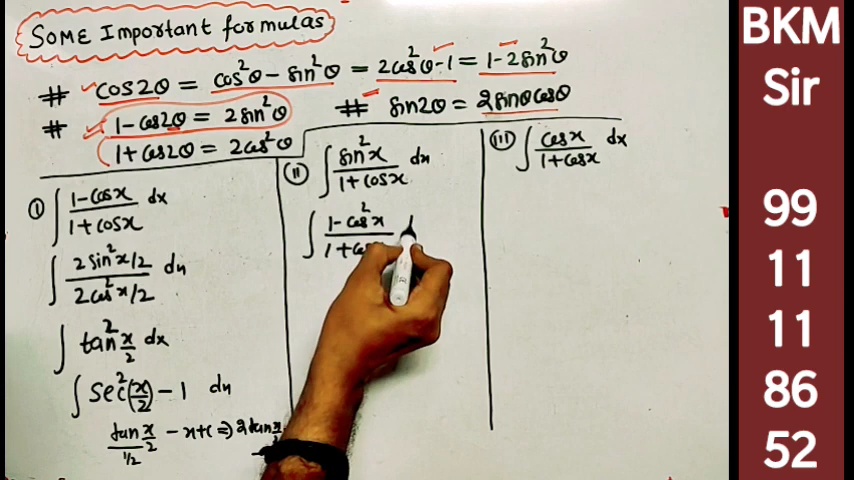 SOME Important formulas
# cos2θ = cos²θ - sin²θ = 2cos²θ-1 = 1-2sin²θ
# 1-cos2θ = 2sin²θ
# sin2θ = 2sinθcosθ
1+cos2θ = 2cos²θ
(I) ∫ (1-cosx)/(1+cosx) dx
∫ (2sin²x/2)/(2cos²x/2) dx
∫ tan² x/2 dx
∫ sec²(x/2) - 1 dx
(tan x/2)/(1/2) - x+c => 2tan x/2
(II) ∫ (sin²x)/(1+cosx) dx
∫ (1-cos²x)/(1+cos
(III) ∫ (cosx)/(1+cosx) dx
BKM
Sir
99
11
11
86
52